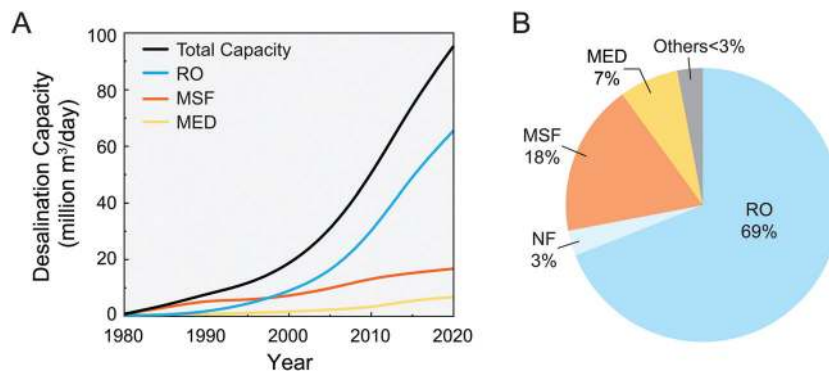 A
Desalination Capacity
(million m³/day)
100
80
60
40
20
0
Total Capacity
RO
MSF
MED
1980
1990
2000
2010
2020
Year
B
Others<3%
MED
7%
MSF
18%
NF
3%
RO
69%